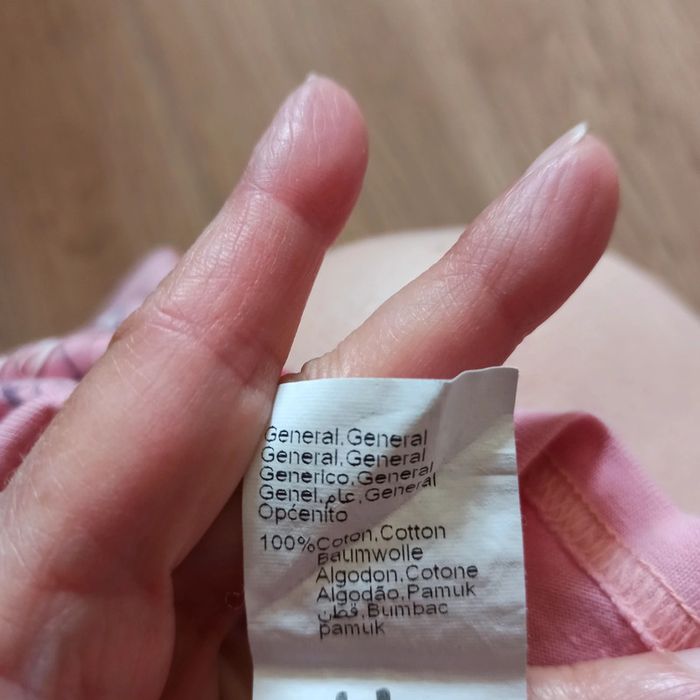 General,General
General,General
Generico,General
Genel,عام,General
Općenito
100%Coton,Cotton
Baumwolle
Algodon,Cotone
Algodão,Pamuk
قطن,Bumbac
pamuk